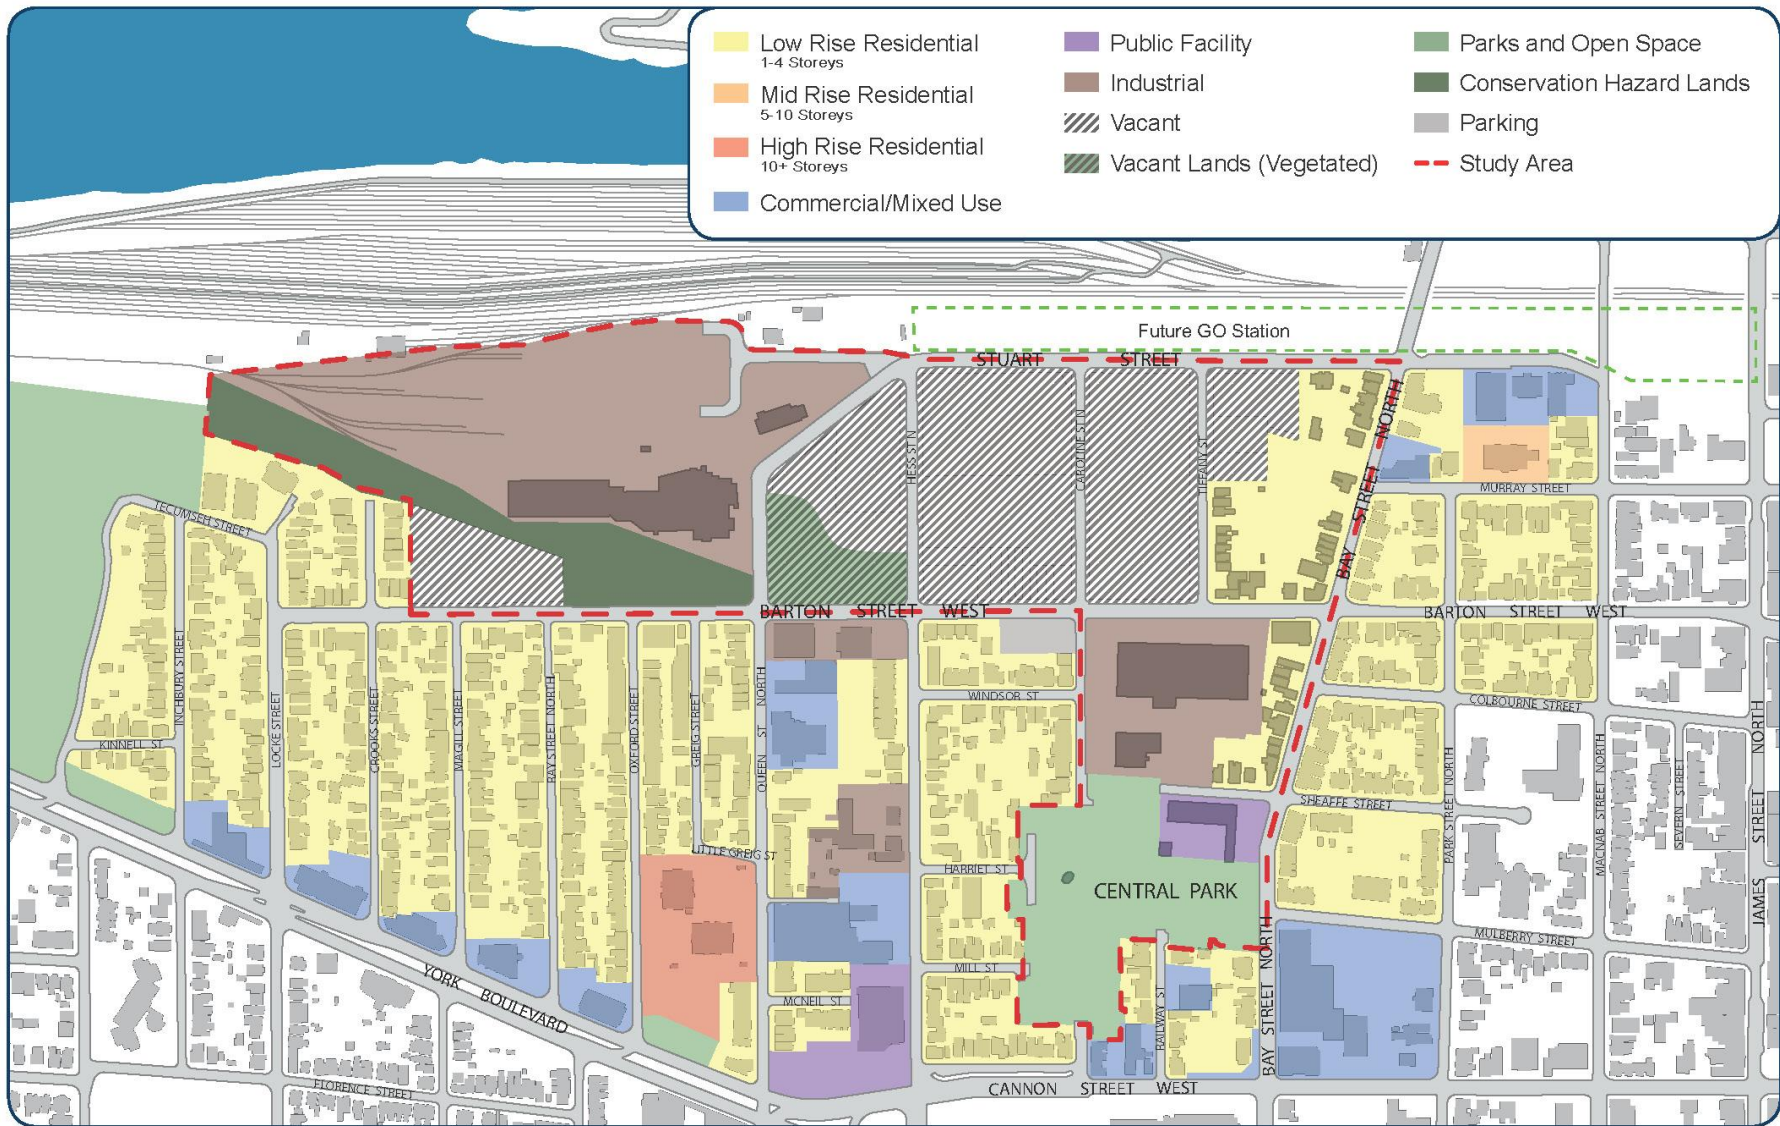 Low Rise Residential
1-4 Storeys
Mid Rise Residential
5-10 Storeys
High Rise Residential
10+ Storeys
Commercial/Mixed Use
Public Facility
Industrial
Vacant
Vacant Lands (Vegetated)
Parks and Open Space
Conservation Hazard Lands
Parking
Study Area
Future GO Station
STUART STREET
HESS ST N
CAROLINE ST N
TIFFANY ST
BAY STREET NORTH
MURRAY STREET
TECUMSEH STREET
BARTON STREET WEST
BARTON STREET WEST
INCHBURY STREET
LOCKE STREET
CROOKS STREET
MAGILL STREET
RAY STREET NORTH
OXFORD STREET
GREIG STREET
QUEEN ST NORTH
WINDSOR ST
COLBOURNE STREET
KINNELL ST
SHEAFFE STREET
PARK STREET NORTH
MACNAB STREET NORTH
SEVERN STREET
JAMES STREET NORTH
LITTLE GREIG ST
HARRIET ST
CENTRAL PARK
MULBERRY STREET
MILL ST
MCNEIL ST
RAILWAY ST
BAY STREET NORTH
YORK BOULEVARD
FLORENCE STREET
CANNON STREET WEST